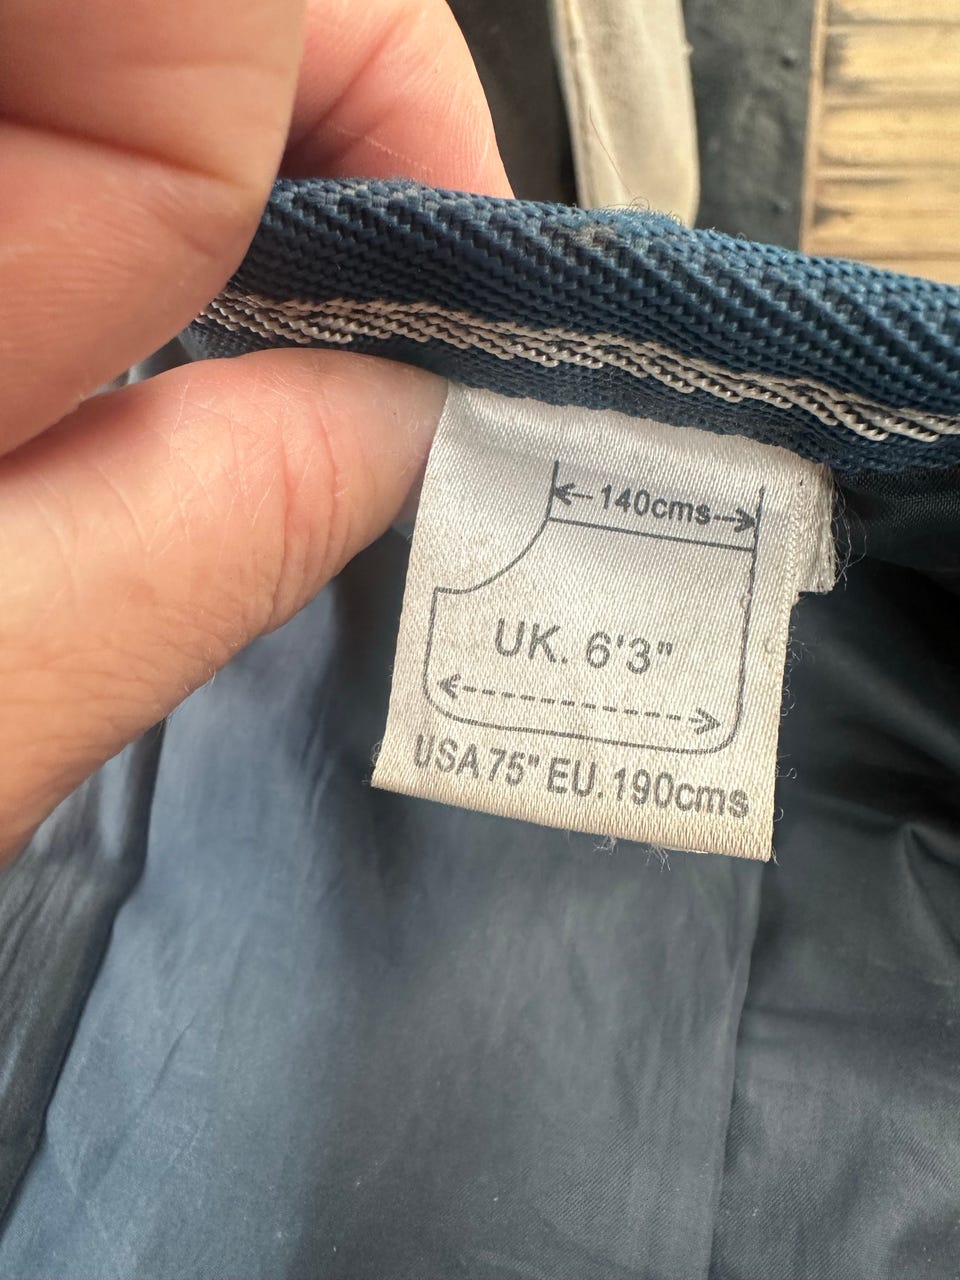 140cms
UK. 6'3"
USA 75" EU. 190cms